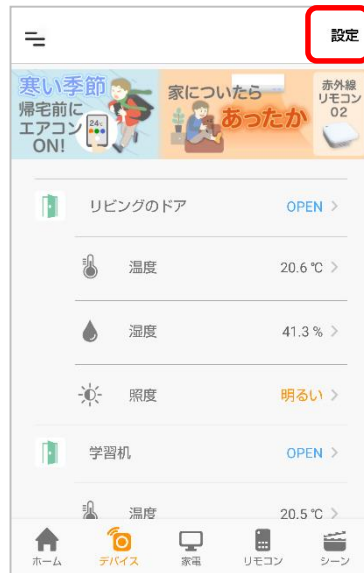 設定
寒い季節
帰宅前に
エアコン
ON!
24℃
家についたら
あったか
赤外線
リモコン
02
リビングのドア OPEN >
温度 20.6 ℃ >
湿度 41.3 % >
照度 明るい >
学習机 OPEN >
温度 20.5 ℃ >
ホーム デバイス 家電 リモコン シーン